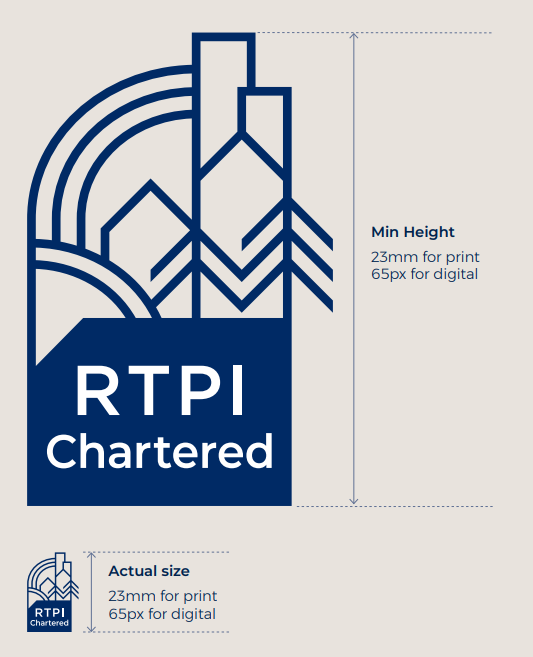 Min Height
23mm for print
65px for digital
RTPI
Chartered
Actual size
23mm for print
65px for digital
RTPI
Chartered